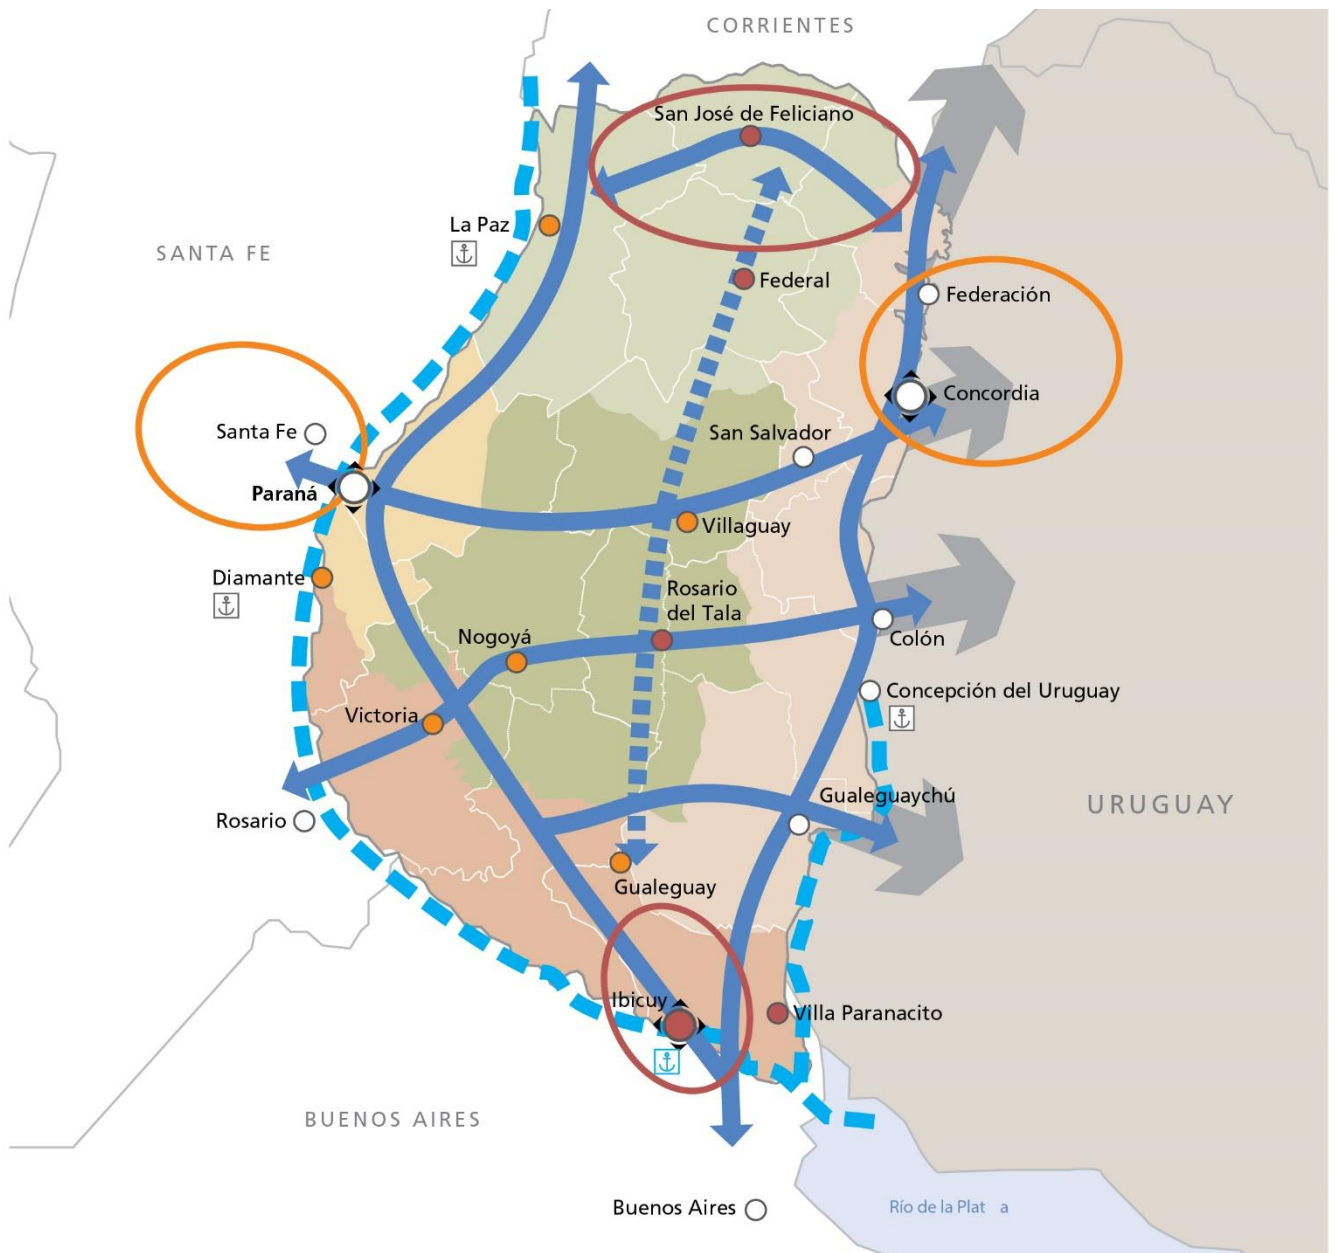 CORRIENTES
San José de Feliciano
La Paz
SANTA FE
Federal
Federación
Concordia
Santa Fe
San Salvador
Paraná
Villaguay
Diamante
Rosario
del Tala
Nogoyá
Colón
Concepción del Uruguay
Victoria
Gualeguaychú
URUGUAY
Rosario
Gualeguay
Ibicuy
Villa Paranacito
BUENOS AIRES
Buenos Aires
Río de la Plat a